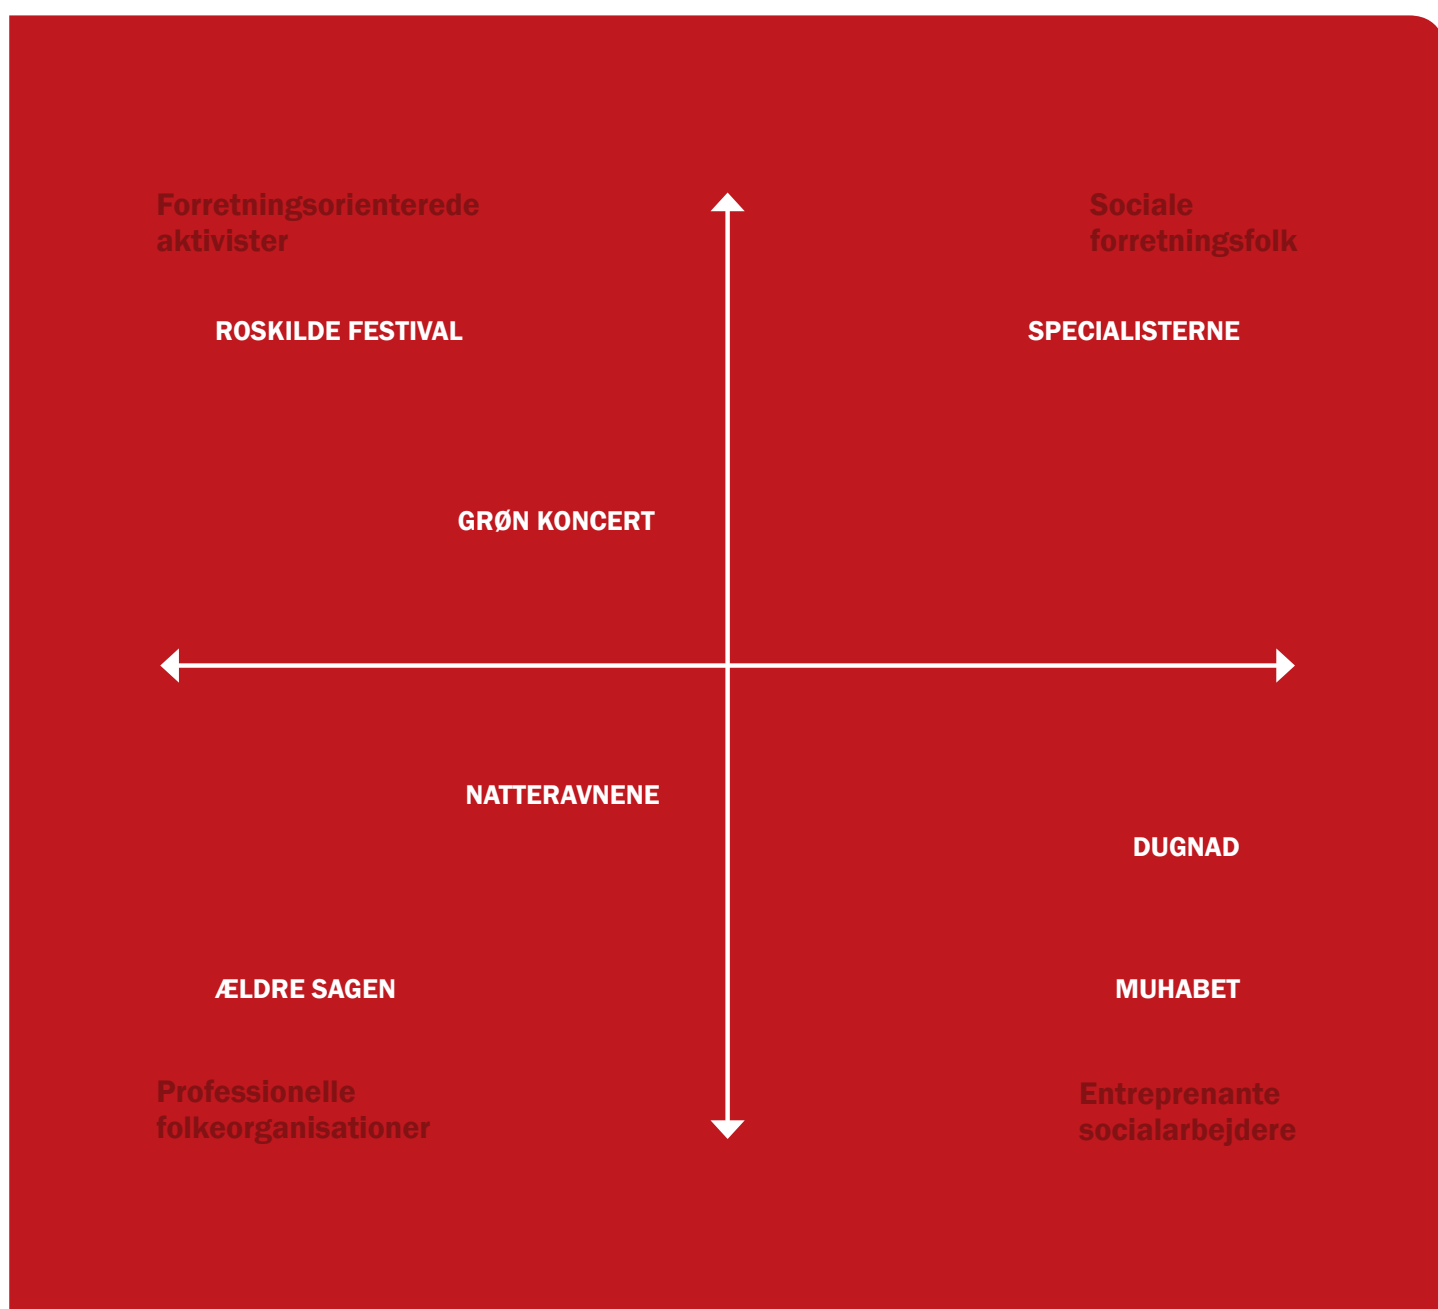 Forretningsorienterede
aktivister
Sociale
forretningsfolk
ROSKILDE FESTIVAL
SPECIALISTERNE
GRØN KONCERT
NATTERAVNENE
DUGNAD
ÆLDRE SAGEN
MUHABET
Professionelle
folkeorganisationer
Entreprenante
socialarbejdere